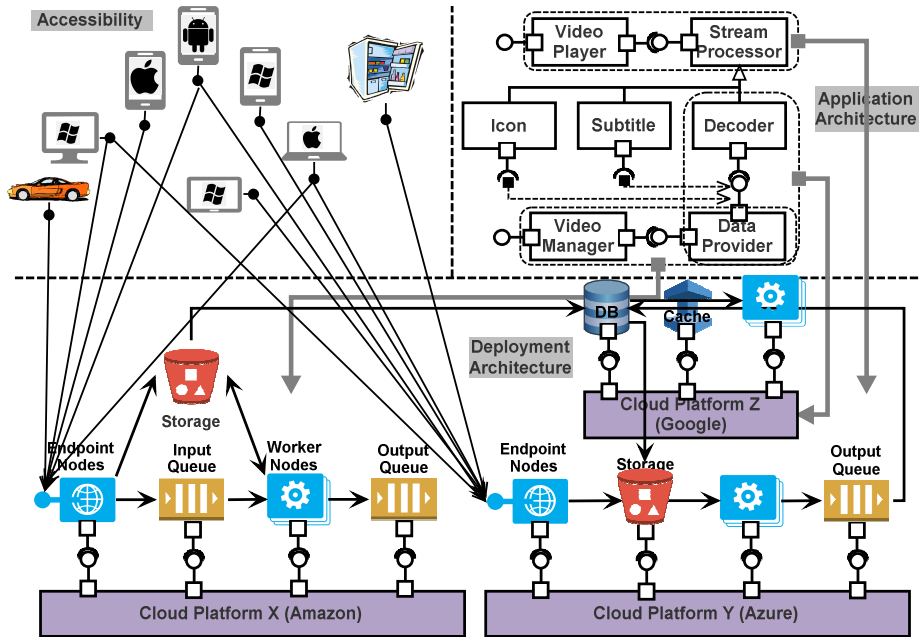 Accessibility
Video
Player
Stream
Processor
Icon
Subtitle
Decoder
Application
Architecture
Video
Manager
Data
Provider
DB
Cache
Deployment
Architecture
Cloud Platform Z
(Google)
Storage
Endpoint
Nodes
Input
Queue
Worker
Nodes
Output
Queue
Endpoint
Nodes
Storage
Output
Queue
Cloud Platform X (Amazon)
Cloud Platform Y (Azure)